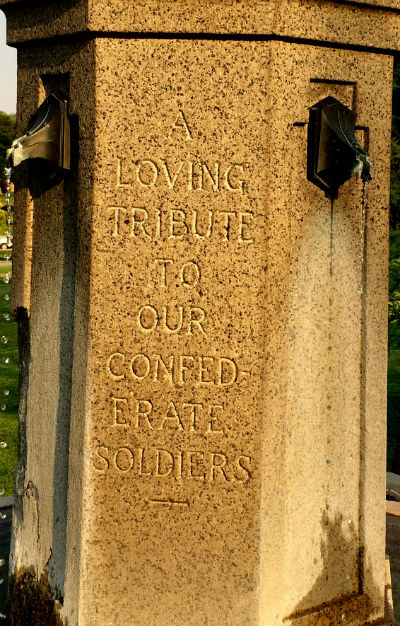 A
LOVING
TRIBUTE
TO
OUR
CONFED-
ERATE
SOLDIERS